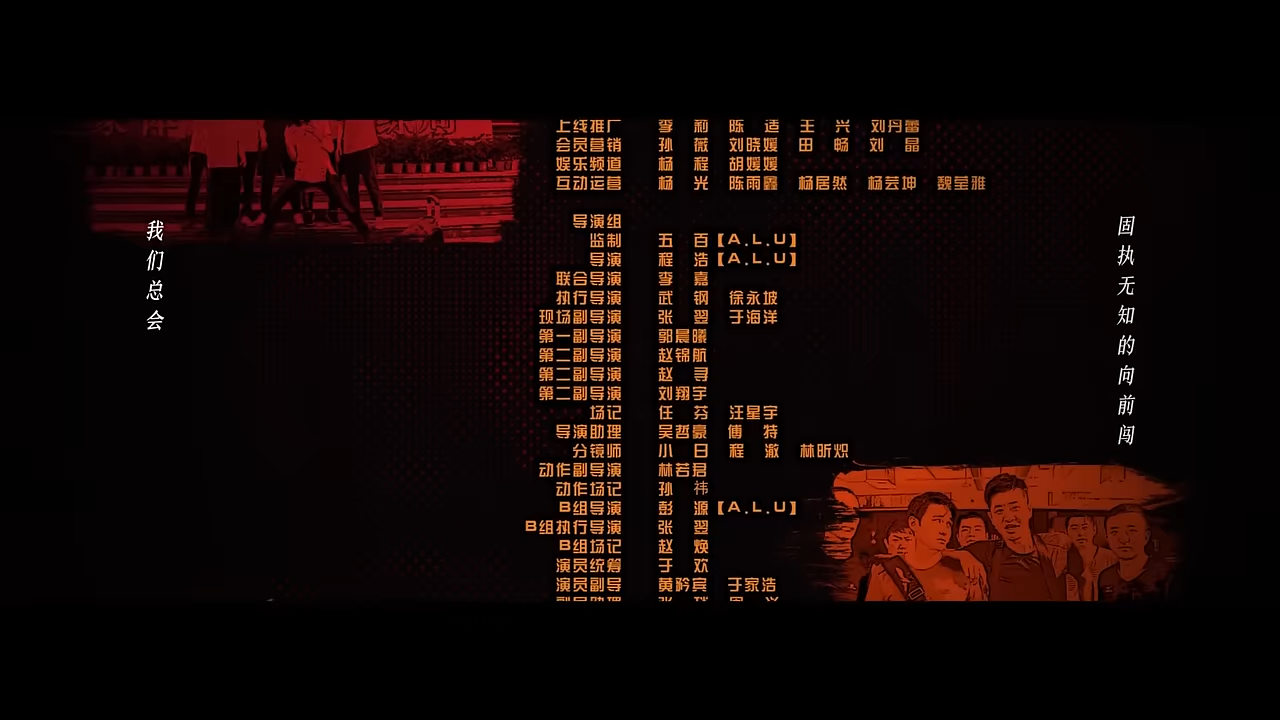 我们总会
上线推广 李莉 陈适 王兴 刘丹蕾
会员营销 孙薇 刘晓媛 田畅 刘晶
娱乐频道 杨程 胡媛媛
互动运营 杨光 陈雨鑫 杨居然 杨芸坤 魏莹雅
导演组
监制 五百【A.L.U】
导演 程浩【A.L.U】
联合导演 李嘉
执行导演 武钢 徐永坡
现场副导演 张翌 于海洋
第一副导演 郭晨曦
第二副导演 赵锦航
第二副导演 赵寻
第二副导演 刘翔宇
场记 任芬 汪星宇
导演助理 吴哲豪 傅特
分镜师 小日 程澈 林昕炽
动作副导演 林若君
动作场记 孙祎
B组导演 彭源【A.L.U】
B组执行导演 张翌
B组场记 赵焕
演员统筹 于欢
演员副导 黄矜宾 于家浩
固执无知的向前闯